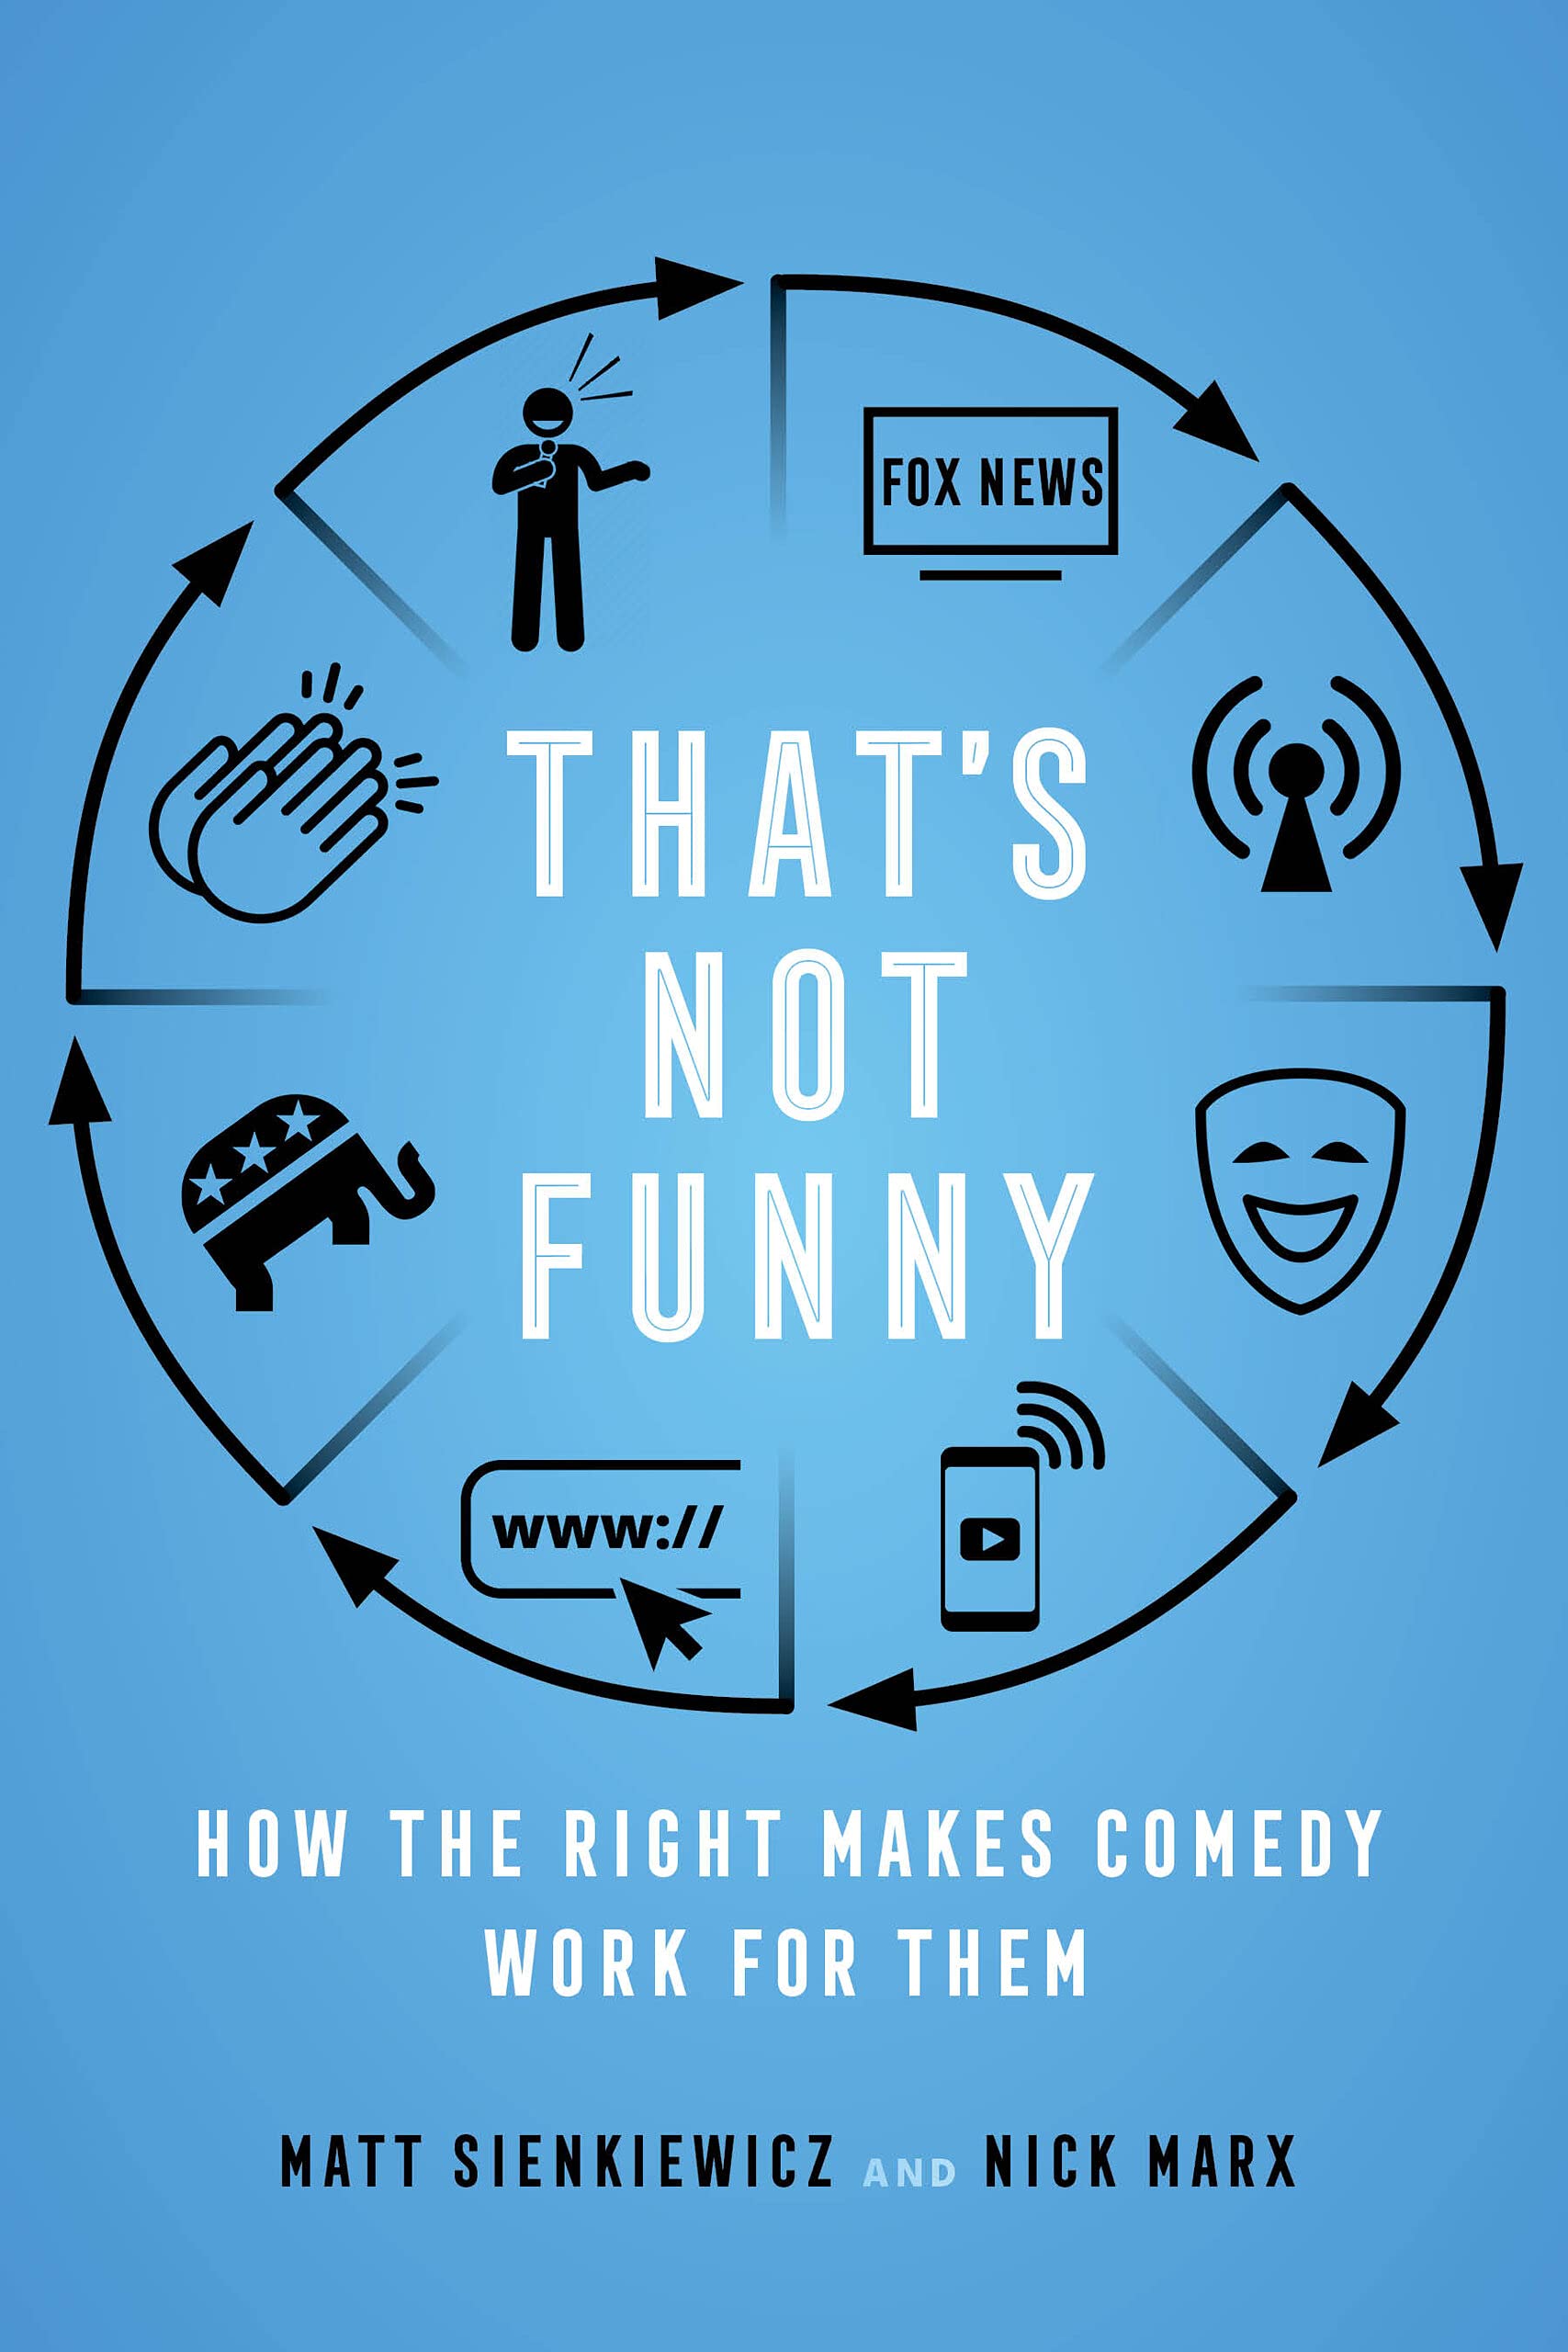 FOX NEWS
THAT'S
NOT
FUNNY
www://
HOW THE RIGHT MAKES COMEDY
WORK FOR THEM
MATT SIENKIEWICZ AND NICK MARX